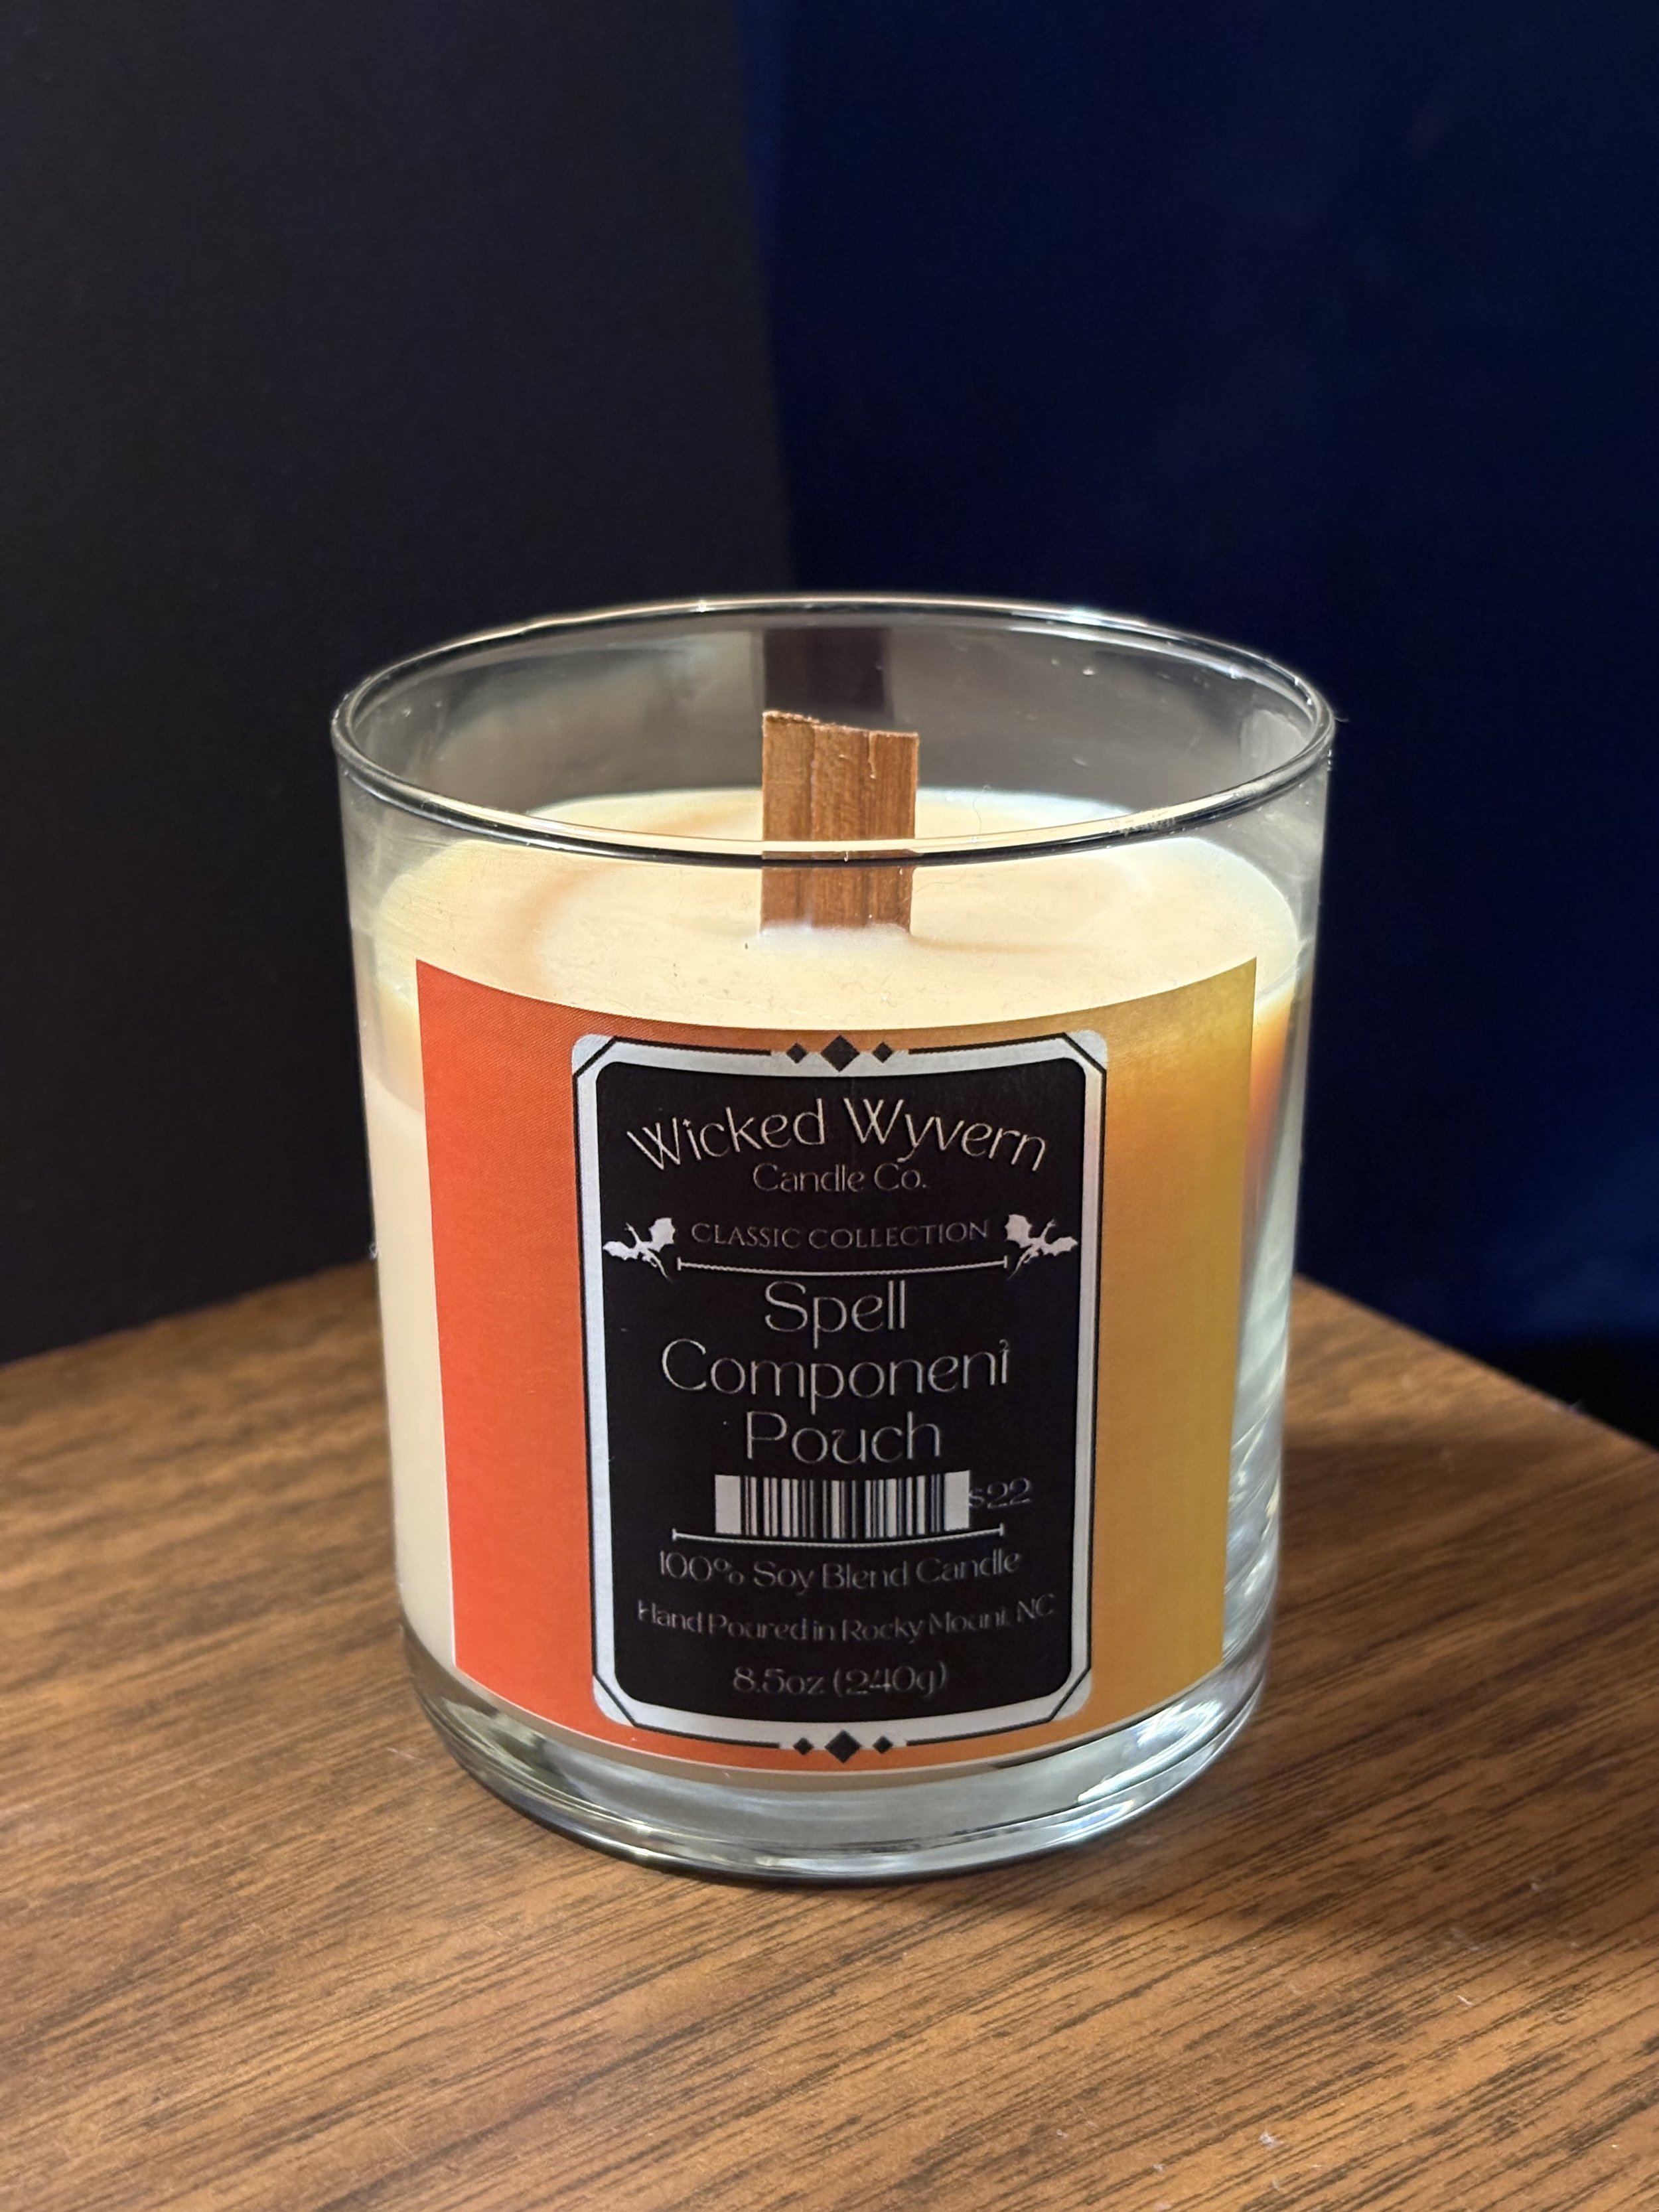 Wicked Wyvern
Candle Co.
CLASSIC COLLECTION
Spell
Component
Pouch
$22
100% Soy Blend Candle
Hand Poured in Rocky Mount, NC
8.5oz (240g)